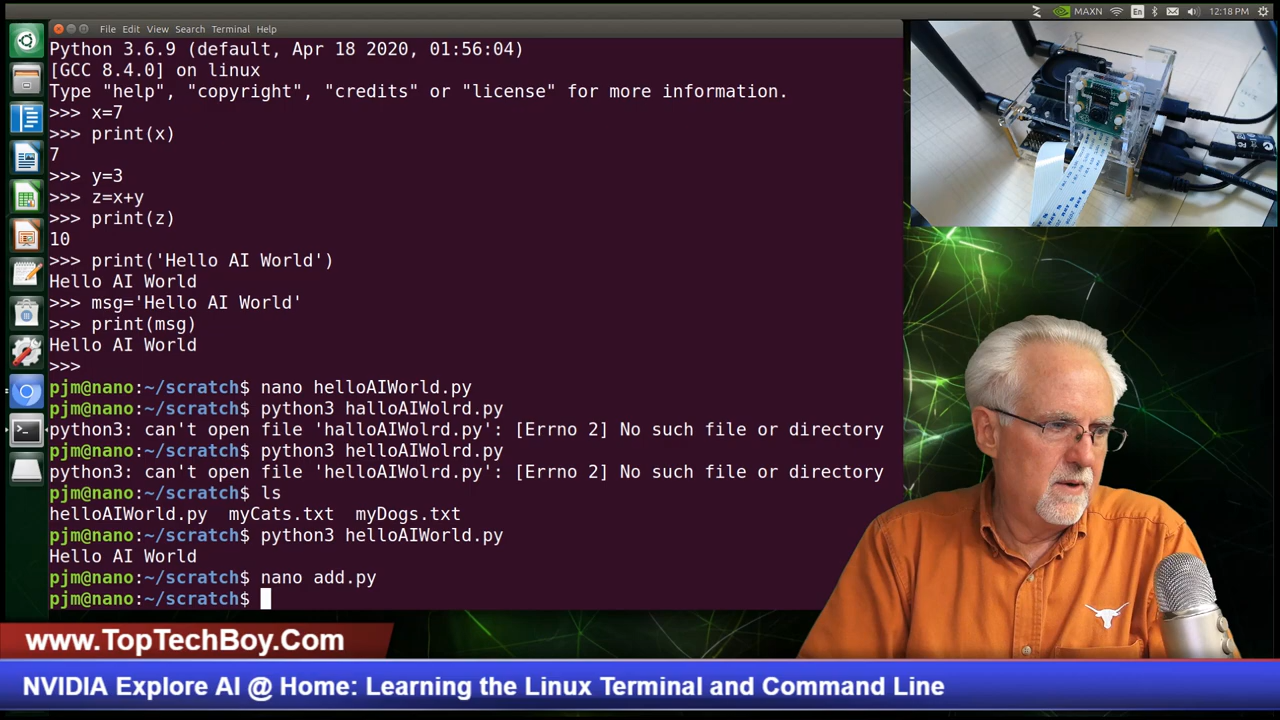 File Edit View Search Terminal Help
MAXN En 12:18 PM
Python 3.6.9 (default, Apr 18 2020, 01:56:04)
[GCC 8.4.0] on linux
Type "help", "copyright", "credits" or "license" for more information.
>>> x=7
>>> print(x)
7
>>> y=3
>>> z=x+y
>>> print(z)
10
>>> print('Hello AI World')
Hello AI World
>>> msg='Hello AI World'
>>> print(msg)
Hello AI World
>>>
pjm@nano:~/scratch$ nano helloAIWorld.py
pjm@nano:~/scratch$ python3 halloAIWolrd.py
python3: can't open file 'halloAIWolrd.py': [Errno 2] No such file or directory
pjm@nano:~/scratch$ python3 helloAIWolrd.py
python3: can't open file 'helloAIWolrd.py': [Errno 2] No such file or directory
pjm@nano:~/scratch$ ls
helloAIWorld.py myCats.txt myDogs.txt
pjm@nano:~/scratch$ python3 helloAIWorld.py
Hello AI World
pjm@nano:~/scratch$ nano add.py
pjm@nano:~/scratch$
www.TopTechBoy.Com
NVIDIA Explore AI @ Home: Learning the Linux Terminal and Command Line